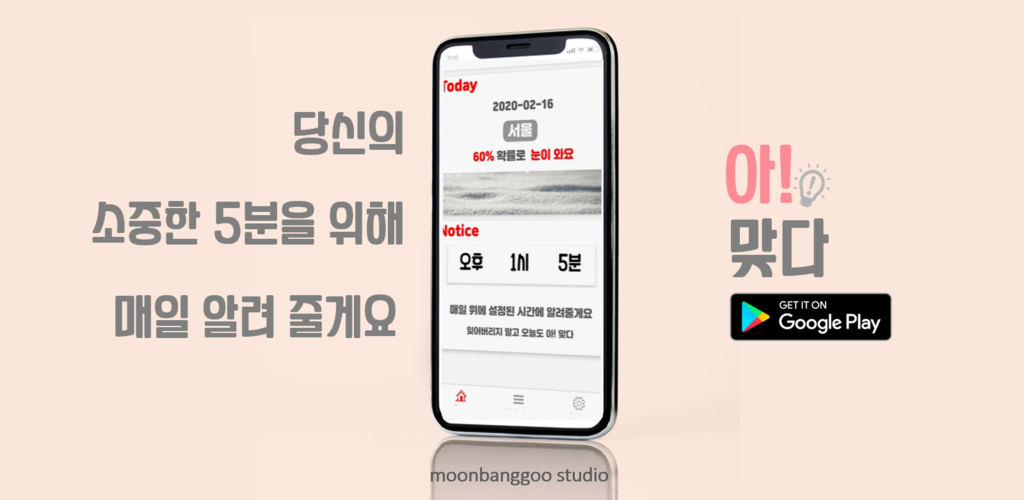 당신의
소중한 5분을 위해
매일 알려 줄게요
Today
2020-02-16
서울
60% 확률로 눈이 와요
Notice
오후 1시 5분
매일 위에 설정된 시간에 알려줄게요
잊어버리지 말고 오늘도 아! 맞다
아!
맞다
GET IT ON
Google Play
moonbanggoo studio